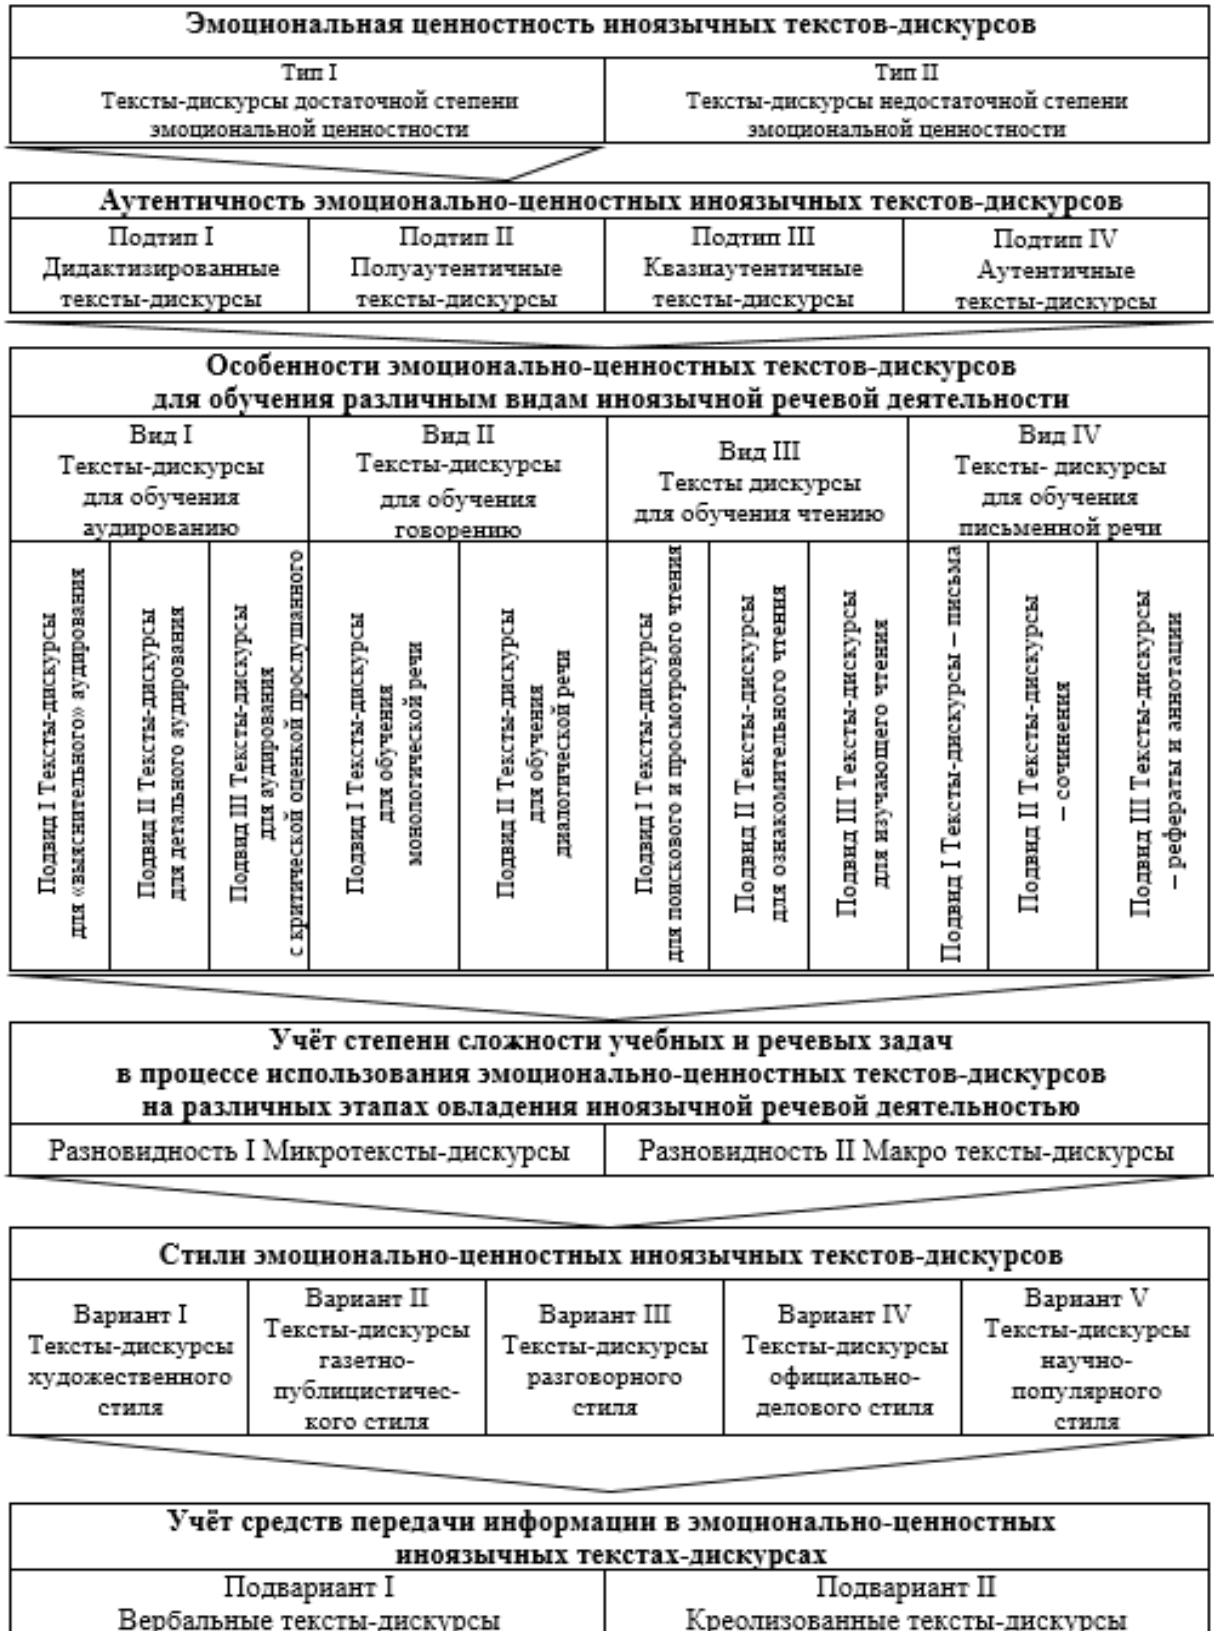 Эмоциональная ценностность иноязычных текстов-дискурсов
Тип I
Тексты-дискурсы достаточной степени
эмоциональной ценностности
Тип II
Тексты-дискурсы недостаточной степени
эмоциональной ценностности
Аутентичность эмоционально-ценностных иноязычных текстов-дискурсов
Подтип I
Дидактизированные
тексты-дискурсы
Подтип II
Полуаутентичные
тексты-дискурсы
Подтип III
Квазиаутентичные
тексты-дискурсы
Подтип IV
Аутентичные
тексты-дискурсы
Особенности эмоционально-ценностных текстов-дискурсов
для обучения различным видам иноязычной речевой деятельности
Вид I
Тексты-дискурсы
для обучения
аудированию
Вид II
Тексты-дискурсы
для обучения
говорению
Вид III
Тексты дискурсы
для обучения чтению
Вид IV
Тексты- дискурсы
для обучения
письменной речи
Подвид I Тексты-дискурсы
для «выяснительного» аудирования
Подвид II Тексты-дискурсы
для детального аудирования
Подвид III Тексты-дискурсы
для аудирования
с критической оценкой прослушанного
Подвид I Тексты-дискурсы
для обучения
монологической речи
Подвид II Тексты-дискурсы
для обучения
диалогической речи
Подвид I Тексты-дискурсы
для поискового и просмотрового чтения
Подвид II Тексты-дискурсы
для ознакомительного чтения
Подвид III Тексты-дискурсы
для изучающего чтения
Подвид I Тексты-дискурсы – письма
Подвид II Тексты-дискурсы
– сочинения
Подвид III Тексты-дискурсы
– рефераты и аннотации
Учёт степени сложности учебных и речевых задач
в процессе использования эмоционально-ценностных текстов-дискурсов
на различных этапах овладения иноязычной речевой деятельностью
Разновидность I Микротексты-дискурсы
Разновидность II Макро тексты-дискурсы
Стили эмоционально-ценностных иноязычных текстов-дискурсов
Вариант I
Тексты-дискурсы
художественного
стиля
Вариант II
Тексты-дискурсы
газетно-
публицистичес-
кого стиля
Вариант III
Тексты-дискурсы
разговорного
стиля
Вариант IV
Тексты-дискурсы
официально-
делового стиля
Вариант V
Тексты-дискурсы
научно-
популярного
стиля
Учёт средств передачи информации в эмоционально-ценностных
иноязычных текстах-дискурсах
Подвариант I
Вербальные тексты-дискурсы
Подвариант II
Креолизованные тексты-дискурсы